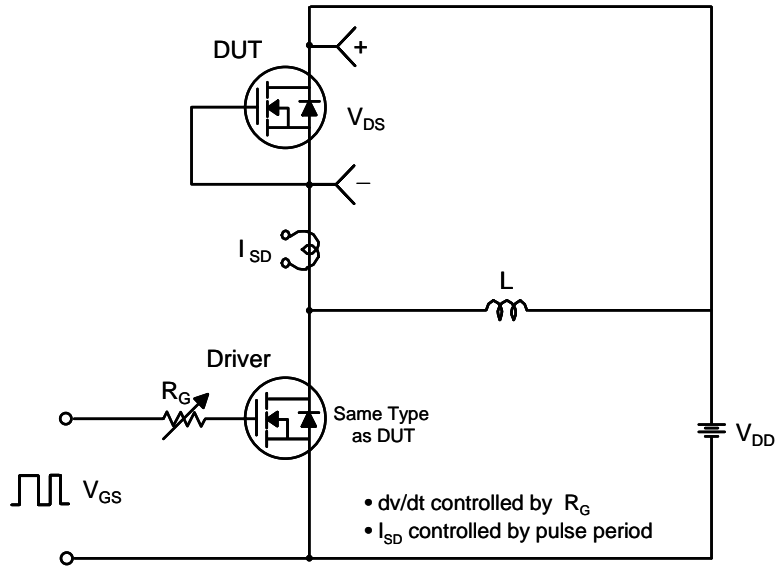 DUT
+
V_DS
−
I_SD
L
Driver
R_G
Same Type
as DUT
V_DD
V_GS
• dv/dt controlled by R_G
• I_SD controlled by pulse period